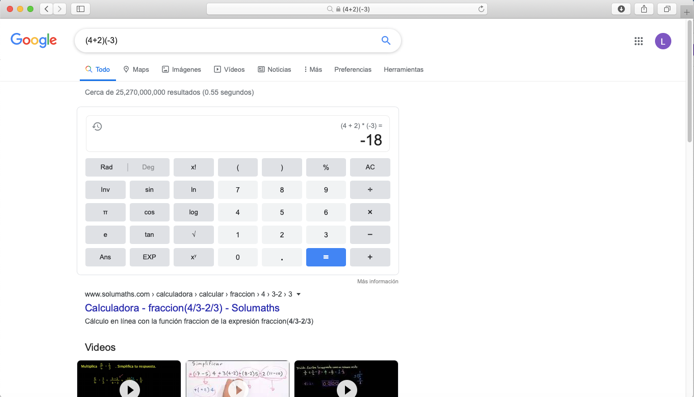 (4+2)(-3)
Google
(4+2)(-3)
L
Todo
Maps
Imágenes
Vídeos
Noticias
Más
Preferencias
Herramientas
Cerca de 25,270,000,000 resultados (0.55 segundos)
(4 + 2) * (-3) =
-18
Rad | Deg x! ( ) % AC
Inv sin ln 7 8 9 ÷
π cos log 4 5 6 ×
e tan √ 1 2 3 −
Ans EXP xʸ 0 . = +
Más información
www.solumaths.com › calculadora › calcular › fraccion › 4 › 3-2 › 3
Calculadora - fraccion(4/3-2/3) - Solumaths
Cálculo en línea con la función fraccion de la expresión fraccion(4/3-2/3)
Videos
Simplificar